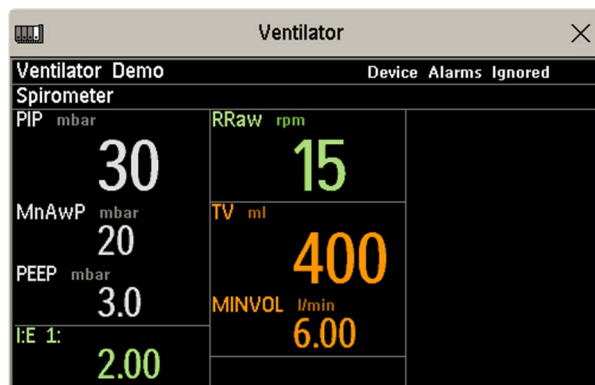 Ventilator
Ventilator Demo Device Alarms Ignored
Spirometer
PIP mbar
30
MnAwP mbar
20
PEEP mbar
3.0
I:E 1:
2.00
RRaw rpm
15
TV ml
400
MINVOL l/min
6.00